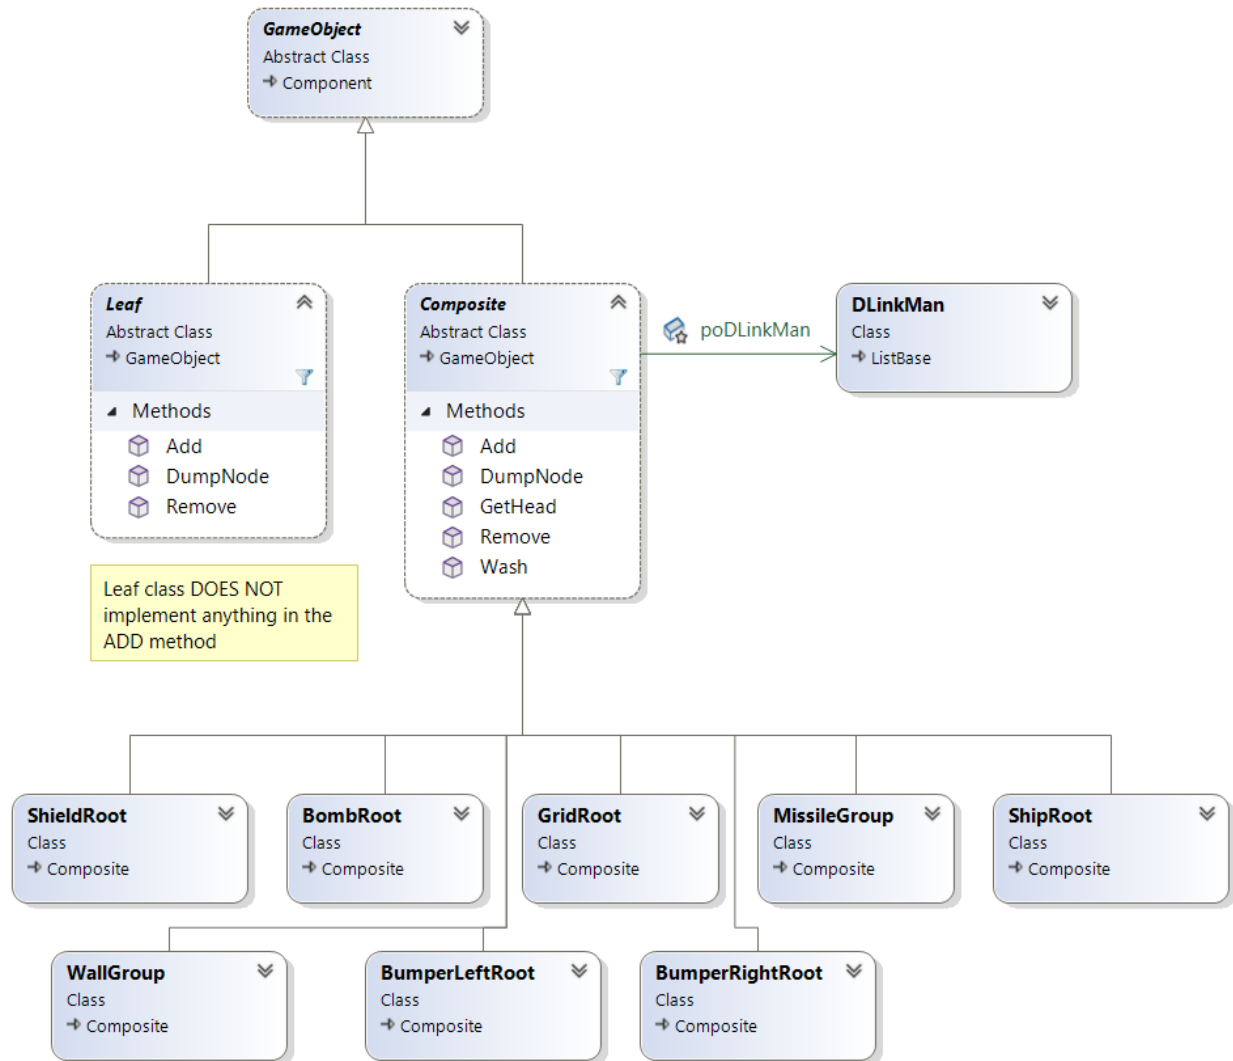 GameObject
Abstract Class
Component
Leaf
Abstract Class
GameObject
Methods
Add
DumpNode
Remove
Composite
Abstract Class
GameObject
Methods
Add
DumpNode
GetHead
Remove
Wash
poDLinkMan
DLinkMan
Class
ListBase
Leaf class DOES NOT
implement anything in the
ADD method
ShieldRoot
Class
Composite
BombRoot
Class
Composite
GridRoot
Class
Composite
MissileGroup
Class
Composite
ShipRoot
Class
Composite
WallGroup
Class
Composite
BumperLeftRoot
Class
Composite
BumperRightRoot
Class
Composite